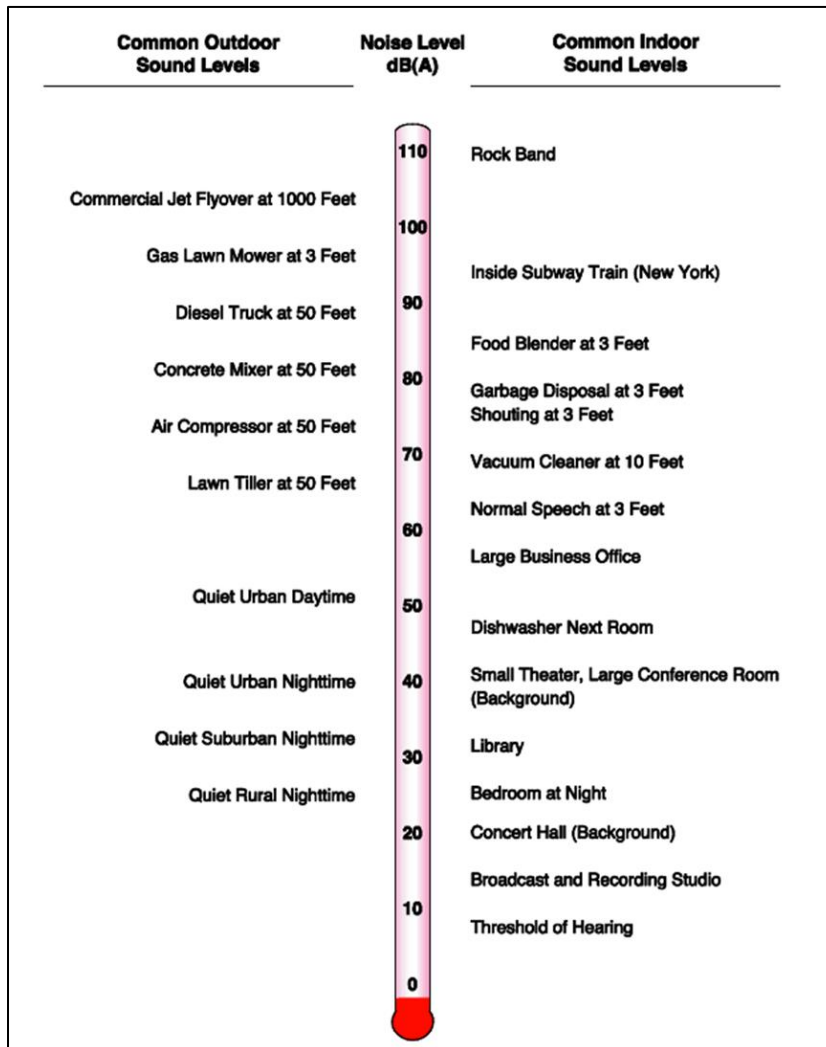 Common Outdoor
Sound Levels
Noise Level
dB(A)
Common Indoor
Sound Levels
110
Rock Band
Commercial Jet Flyover at 1000 Feet
100
Gas Lawn Mower at 3 Feet
Inside Subway Train (New York)
90
Diesel Truck at 50 Feet
Food Blender at 3 Feet
Concrete Mixer at 50 Feet
80
Garbage Disposal at 3 Feet
Shouting at 3 Feet
Air Compressor at 50 Feet
70
Vacuum Cleaner at 10 Feet
Lawn Tiller at 50 Feet
Normal Speech at 3 Feet
60
Large Business Office
Quiet Urban Daytime
50
Dishwasher Next Room
Quiet Urban Nighttime
40
Small Theater, Large Conference Room
(Background)
Quiet Suburban Nighttime
Library
30
Quiet Rural Nighttime
Bedroom at Night
20
Concert Hall (Background)
Broadcast and Recording Studio
10
Threshold of Hearing
0